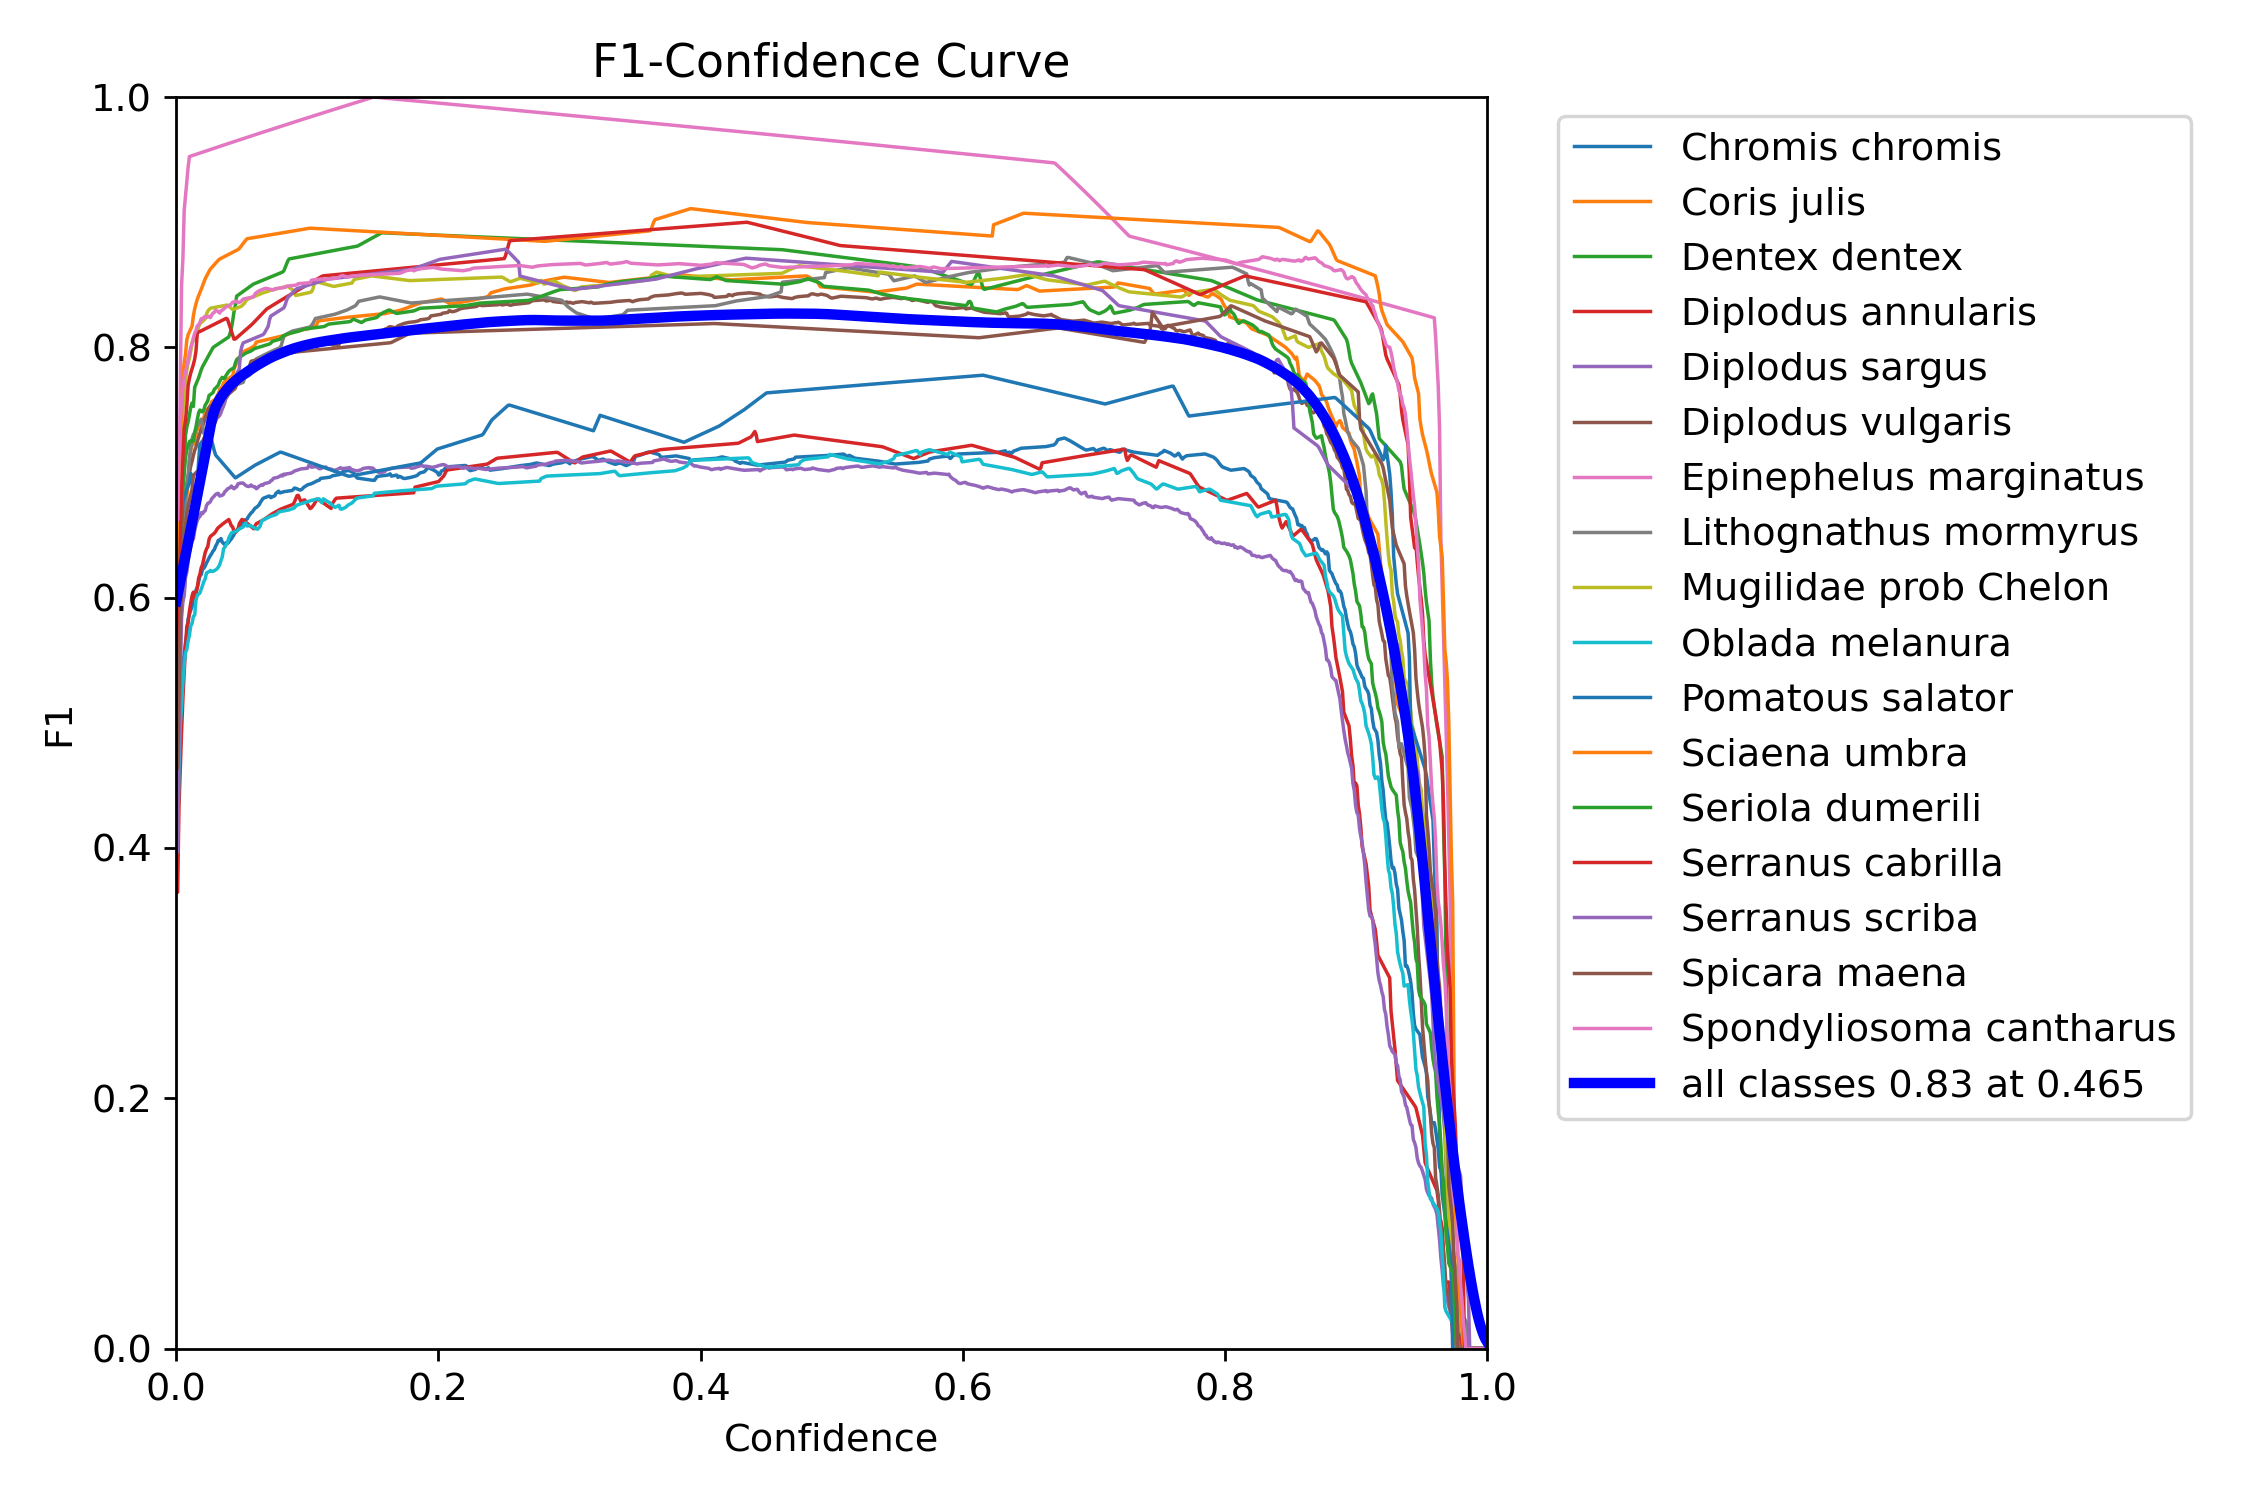 F1-Confidence Curve
1.0
0.8
0.6
0.4
0.2
0.0
F1
0.0 0.2 0.4 0.6 0.8 1.0
Confidence
Chromis chromis
Coris julis
Dentex dentex
Diplodus annularis
Diplodus sargus
Diplodus vulgaris
Epinephelus marginatus
Lithognathus mormyrus
Mugilidae prob Chelon
Oblada melanura
Pomatous salator
Sciaena umbra
Seriola dumerili
Serranus cabrilla
Serranus scriba
Spicara maena
Spondyliosoma cantharus
all classes 0.83 at 0.465